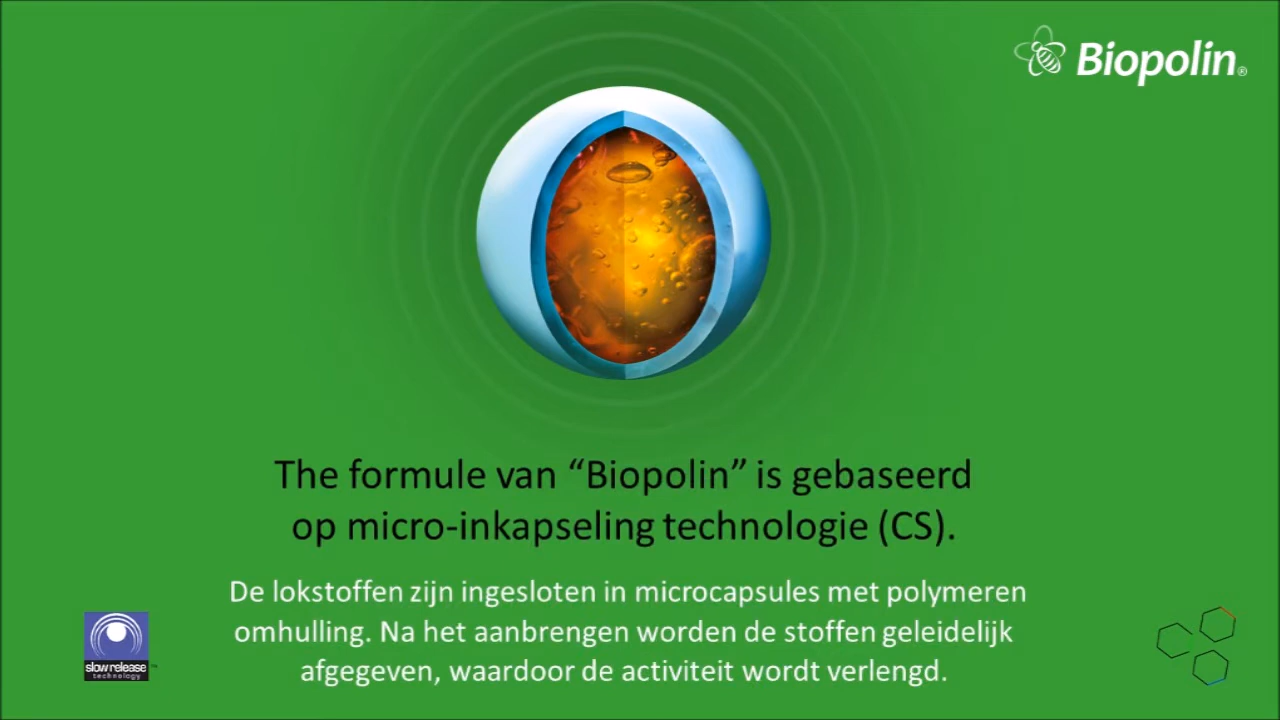 Biopolin®
The formule van “Biopolin” is gebaseerd
op micro-inkapseling technologie (CS).
De lokstoffen zijn ingesloten in microcapsules met polymeren
omhulling. Na het aanbrengen worden de stoffen geleidelijk
afgegeven, waardoor de activiteit wordt verlengd.
slow release™
technology